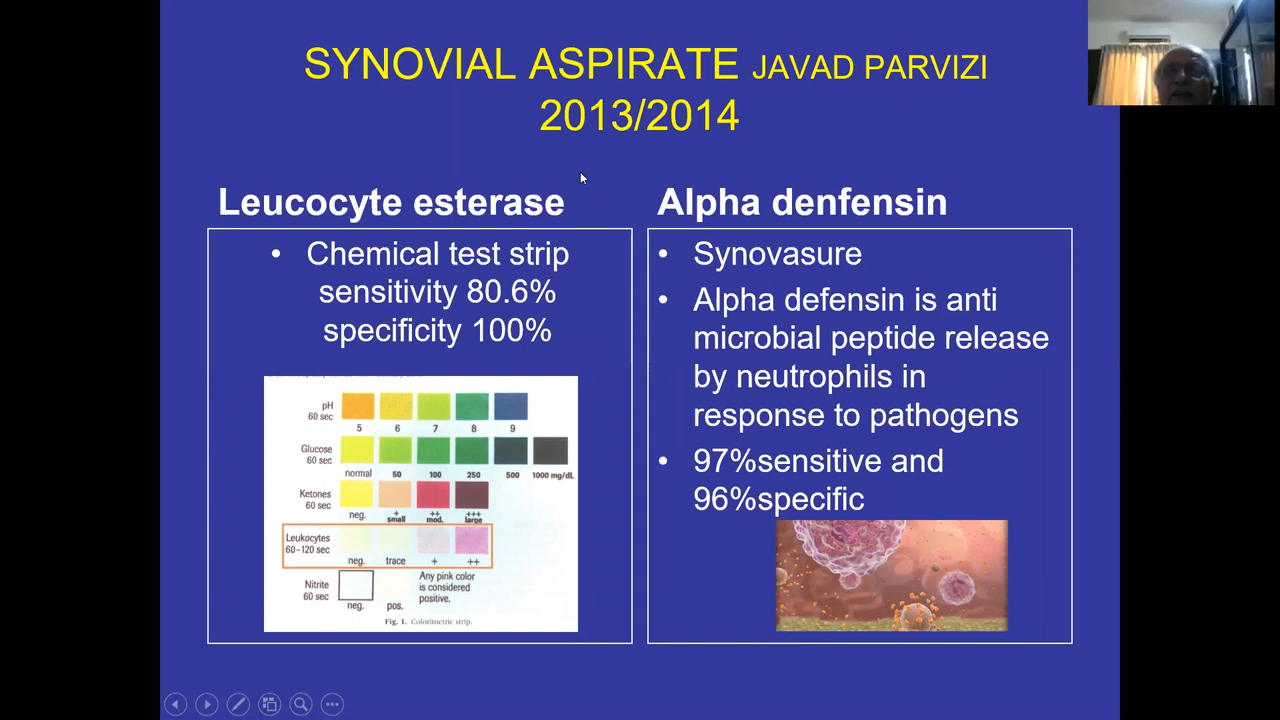 SYNOVIAL ASPIRATE JAVAD PARVIZI
2013/2014
Leucocyte esterase
• Chemical test strip
sensitivity 80.6%
specificity 100%
pH
60 sec
5 6 7 8 9
Glucose
60 sec
normal 50 100 250 500 1000 mg/dL
Ketones
60 sec
neg. + small ++ mod. +++ large
Leukocytes
60–120 sec
neg. trace + ++
Nitrite
60 sec
neg. pos.
Any pink color
is considered
positive.
Fig. 1. Colorimetric strip.
Alpha denfensin
• Synovasure
• Alpha defensin is anti
microbial peptide release
by neutrophils in
response to pathogens
• 97%sensitive and
96%specific